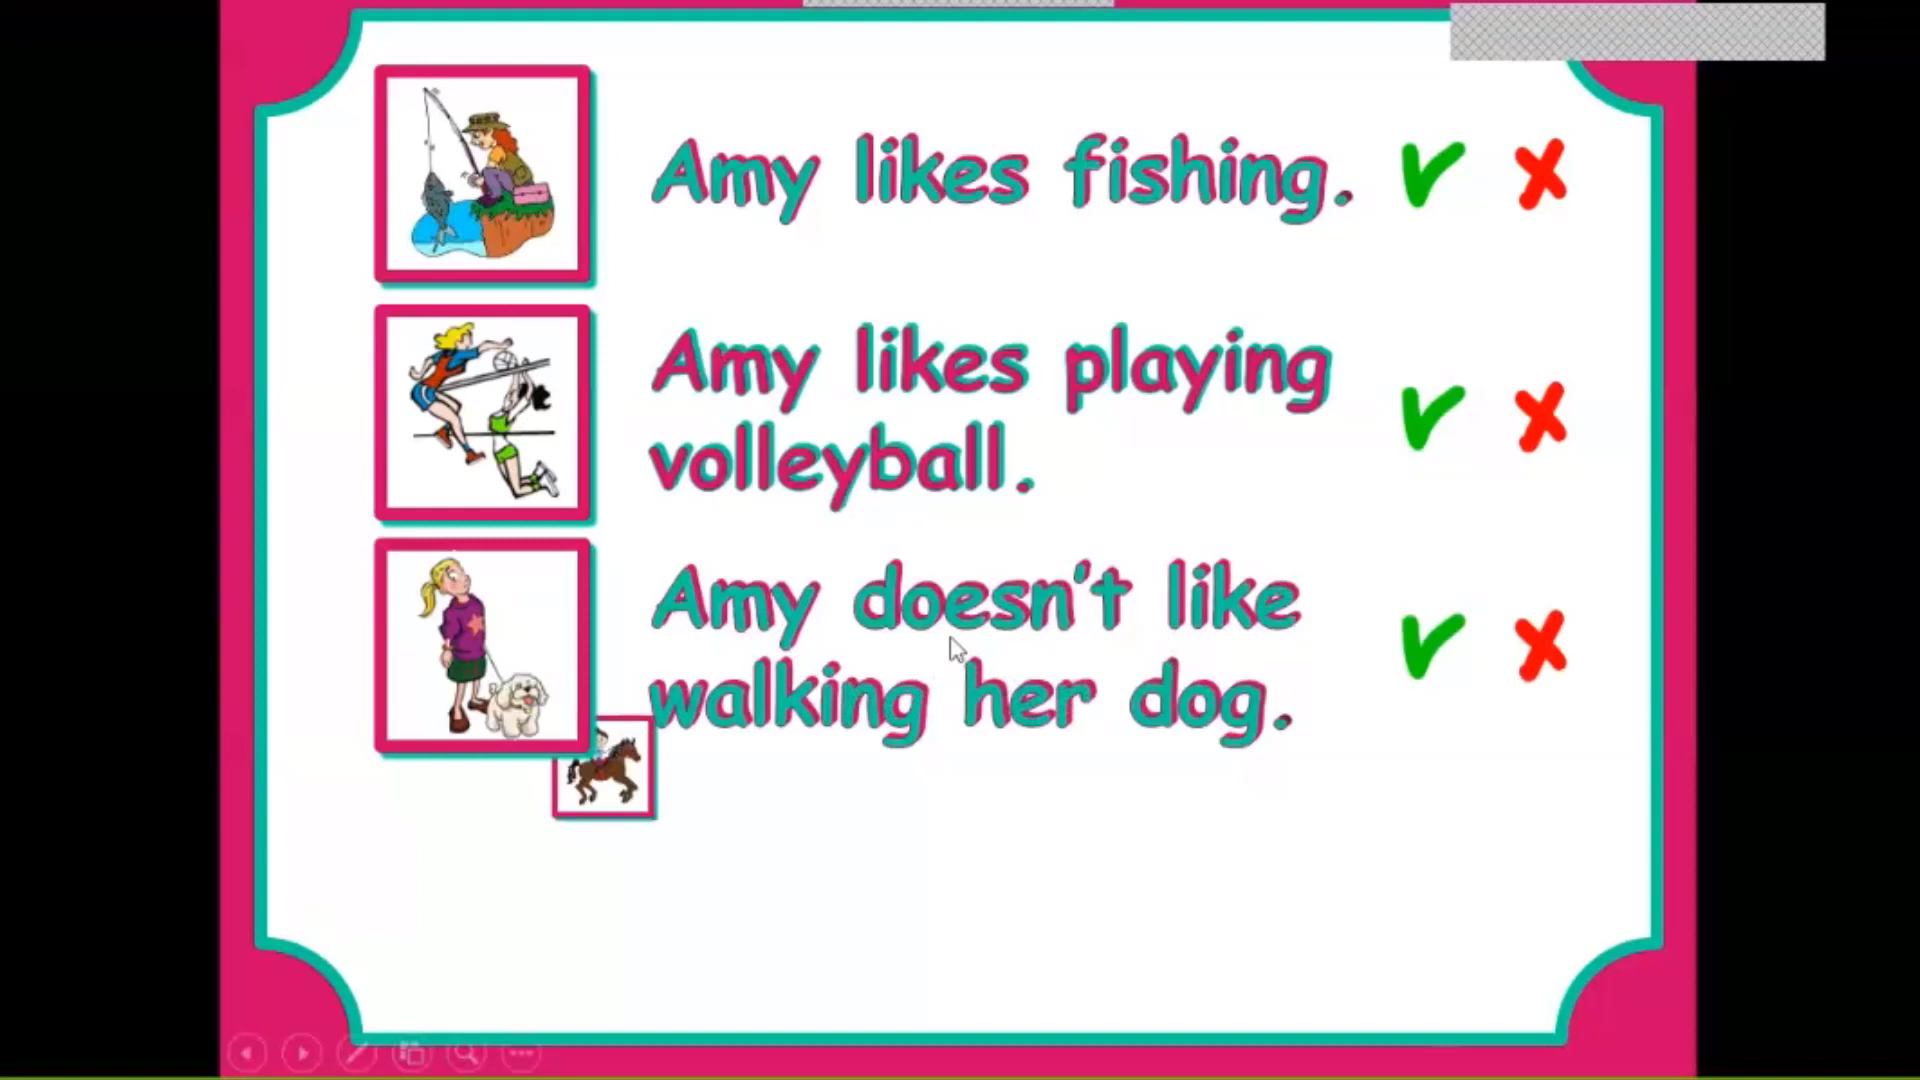 Amy likes fishing.
Amy likes playing
volleyball.
Amy doesn't like
walking her dog.